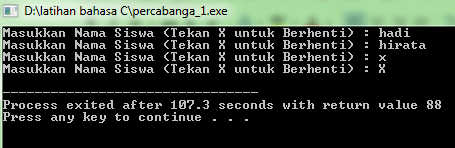 D:\latihan bahasa C\percabanga_1.exe
Masukkan Nama Siswa (Tekan X untuk Berhenti) : hadi
Masukkan Nama Siswa (Tekan X untuk Berhenti) : hirata
Masukkan Nama Siswa (Tekan X untuk Berhenti) : x
Masukkan Nama Siswa (Tekan X untuk Berhenti) : X
--------------------------------
Process exited after 107.3 seconds with return value 88
Press any key to continue . . .